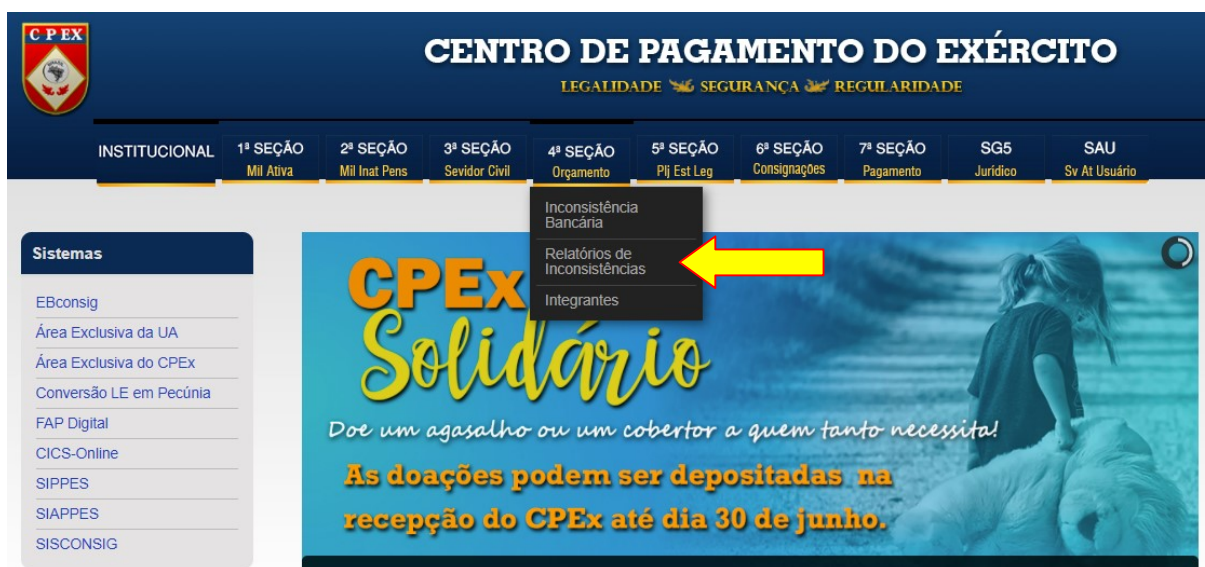 C P EX
CENTRO DE PAGAMENTO DO EXÉRCITO
LEGALIDADE SEGURANÇA REGULARIDADE
INSTITUCIONAL
1ª SEÇÃO
Mil Ativa
2ª SEÇÃO
Mil Inat Pens
3ª SEÇÃO
Sevidor Civil
4ª SEÇÃO
Orçamento
5ª SEÇÃO
Plj Est Leg
6ª SEÇÃO
Consignações
7ª SEÇÃO
Pagamento
SG5
Jurídico
SAU
Sv At Usuário
Inconsistência
Bancária
Relatórios de
Inconsistências
Integrantes
Sistemas
EBconsig
Área Exclusiva da UA
Área Exclusiva do CPEx
Conversão LE em Pecúnia
FAP Digital
CICS-Online
SIPPES
SIAPPES
SISCONSIG
CPEx
Solidário
Doe um agasalho ou um cobertor a quem tanto necessita!
As doações podem ser depositadas na
recepção do CPEx até dia 30 de junho.